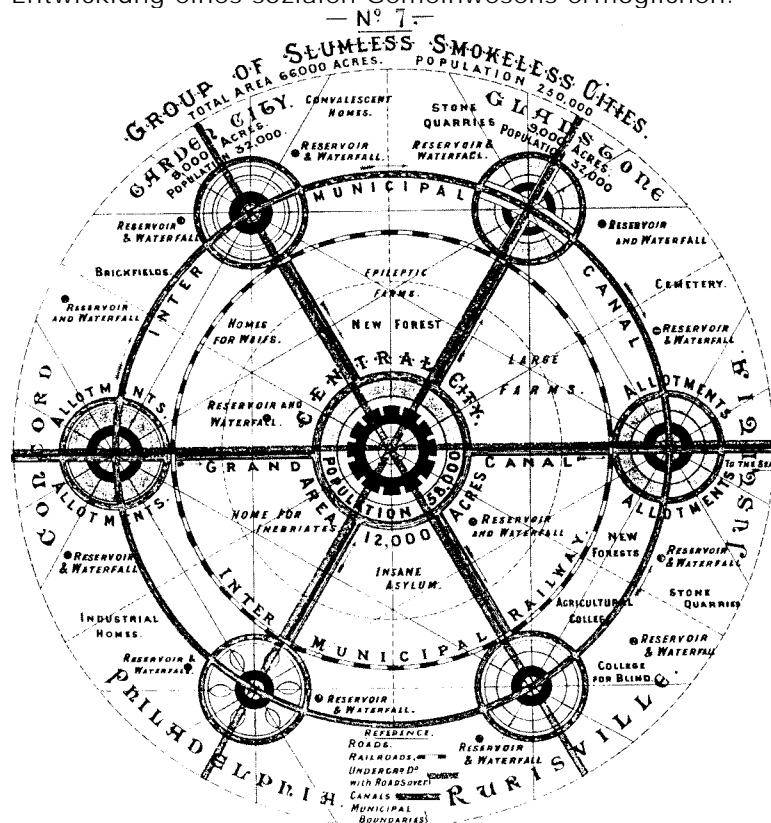 Entwicklung eines sozialen Gemeinwesens ermöglichen.
— Nº 7. —
GROUP OF SLUMLESS SMOKELESS CITIES.
TOTAL AREA 66000 ACRES. POPULATION 250,000
GARDEN CITY.
9,000 ACRES.
POPULATION 32,000.
CONVALESCENT
HOMES.
STONE
QUARRIES
GLADSTONE
9,000 ACRES.
POPULATION
32,000
RESERVOIR
& WATERFALL.
RESERVOIR &
WATERFALL.
INTER MUNICIPAL CANAL
RESERVOIR
& WATERFALL
RESERVOIR
AND WATERFALL
BRICKFIELDS.
EPILEPTIC
FARMS.
CEMETERY.
RESERVOIR
AND WATERFALL
HOMES
FOR WAIFS.
NEW FOREST
RESERVOIR
& WATERFALL
CENTRAL CITY.
LARGE
FARMS.
CONCORD
ALLOTMENTS.
ALLOTMENTS
JUSTITIA
RESERVOIR AND
WATERFALL.
GRAND CANAL
POPULATION 58,000
TO THE SEA
ALLOTMENTS.
ALLOTMENTS
AREA 12,000 ACRES
HOME FOR
INEBRIATES
RESERVOIR
AND WATERFALL
NEW
FORESTS
RESERVOIR
& WATERFALL
RESERVOIR
& WATERFALL
INSANE
ASYLUM.
INTER MUNICIPAL RAILWAY.
AGRICULTURAL
COLLEGE
STONE
QUARRIES
INDUSTRIAL
HOMES.
RESERVOIR
& WATERFALL
RESERVOIR &
WATERFALL.
COLLEGE
FOR BLIND.
RESERVOIR
& WATERFALL.
PHILADELPHIA.
RURISVILLE.
REFERENCE.
ROADS.
RAILROADS,
UNDERGRD Dº
WITH ROADS OVER
CANALS
MUNICIPAL
BOUNDARIES
RESERVOIR
& WATERFALL